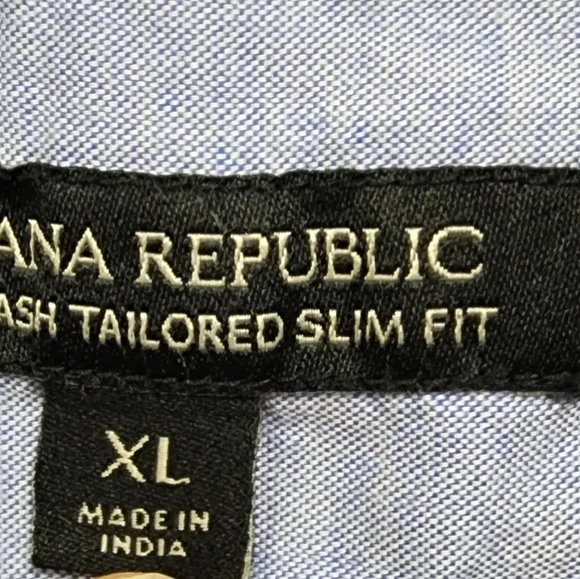 ANA REPUBLIC
ASH TAILORED SLIM FIT
XL
MADE IN
INDIA